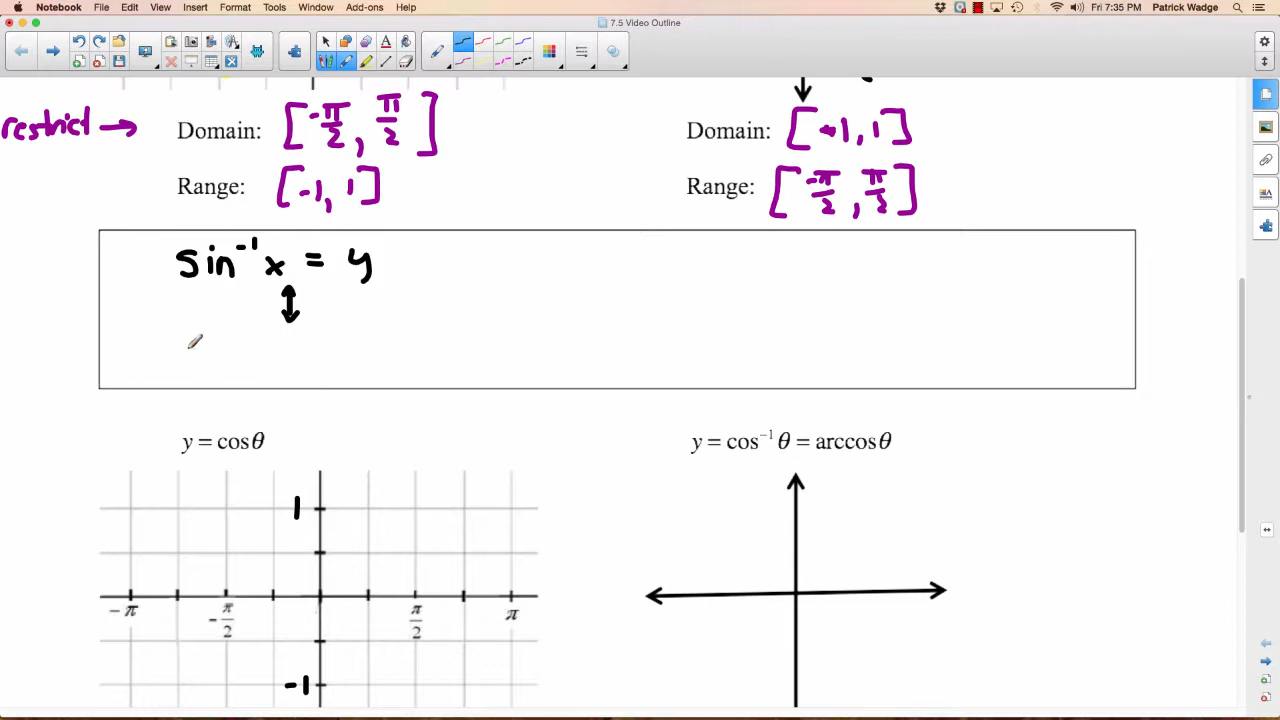 Notebook File Edit View Insert Format Tools Window Add-ons Help Fri 7:35 PM Patrick Wadge
7.5 Video Outline
restrict → Domain: [-π/2, π/2] Domain: [-1, 1]
Range: [-1, 1] Range: [-π/2, π/2]
sin⁻¹x = y
y = cosθ y = cos⁻¹θ = arccosθ
1
-π -π/2 π/2 π
-1